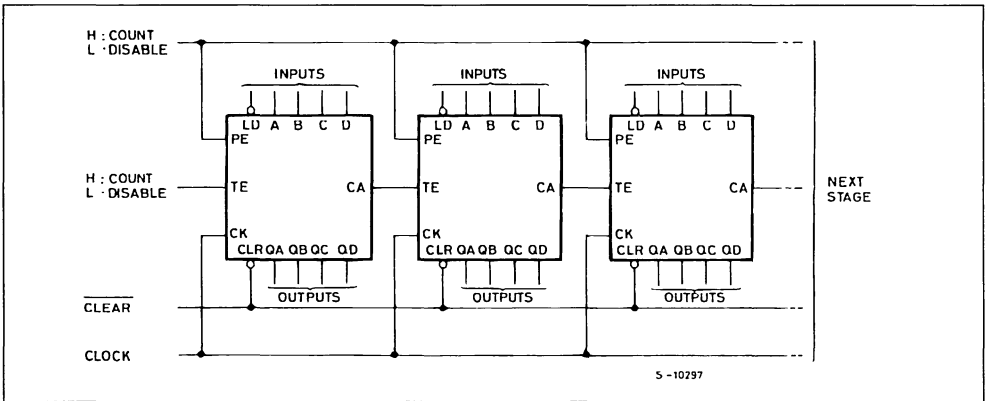 H : COUNT
L · DISABLE
INPUTS INPUTS INPUTS
LD A B C D LD A B C D LD A B C D
PE PE PE
H : COUNT
L · DISABLE
TE CA TE CA TE CA
NEXT
STAGE
CK CK CK
CLR QA QB QC QD CLR QA QB QC QD CLR QA QB QC QD
OUTPUTS OUTPUTS OUTPUTS
CLEAR
CLOCK
S -10297